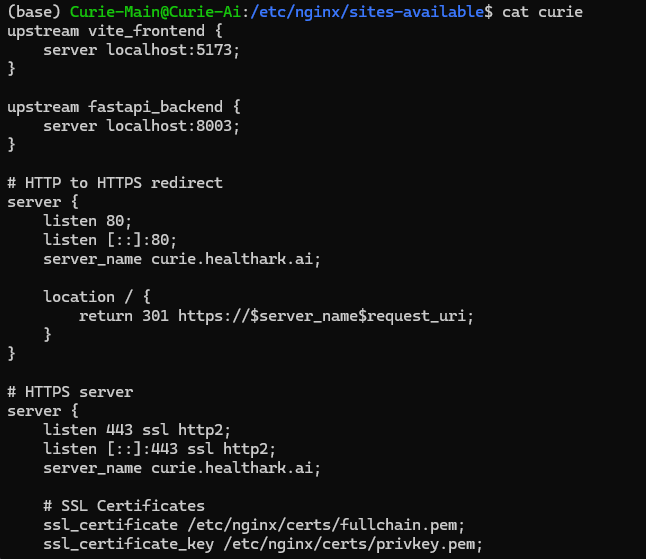 (base) Curie-Main@Curie-Ai:/etc/nginx/sites-available$ cat curie
upstream vite_frontend {
    server localhost:5173;
}

upstream fastapi_backend {
    server localhost:8003;
}

# HTTP to HTTPS redirect
server {
    listen 80;
    listen [::]:80;
    server_name curie.healthark.ai;

    location / {
        return 301 https://$server_name$request_uri;
    }
}

# HTTPS server
server {
    listen 443 ssl http2;
    listen [::]:443 ssl http2;
    server_name curie.healthark.ai;

    # SSL Certificates
    ssl_certificate /etc/nginx/certs/fullchain.pem;
    ssl_certificate_key /etc/nginx/certs/privkey.pem;